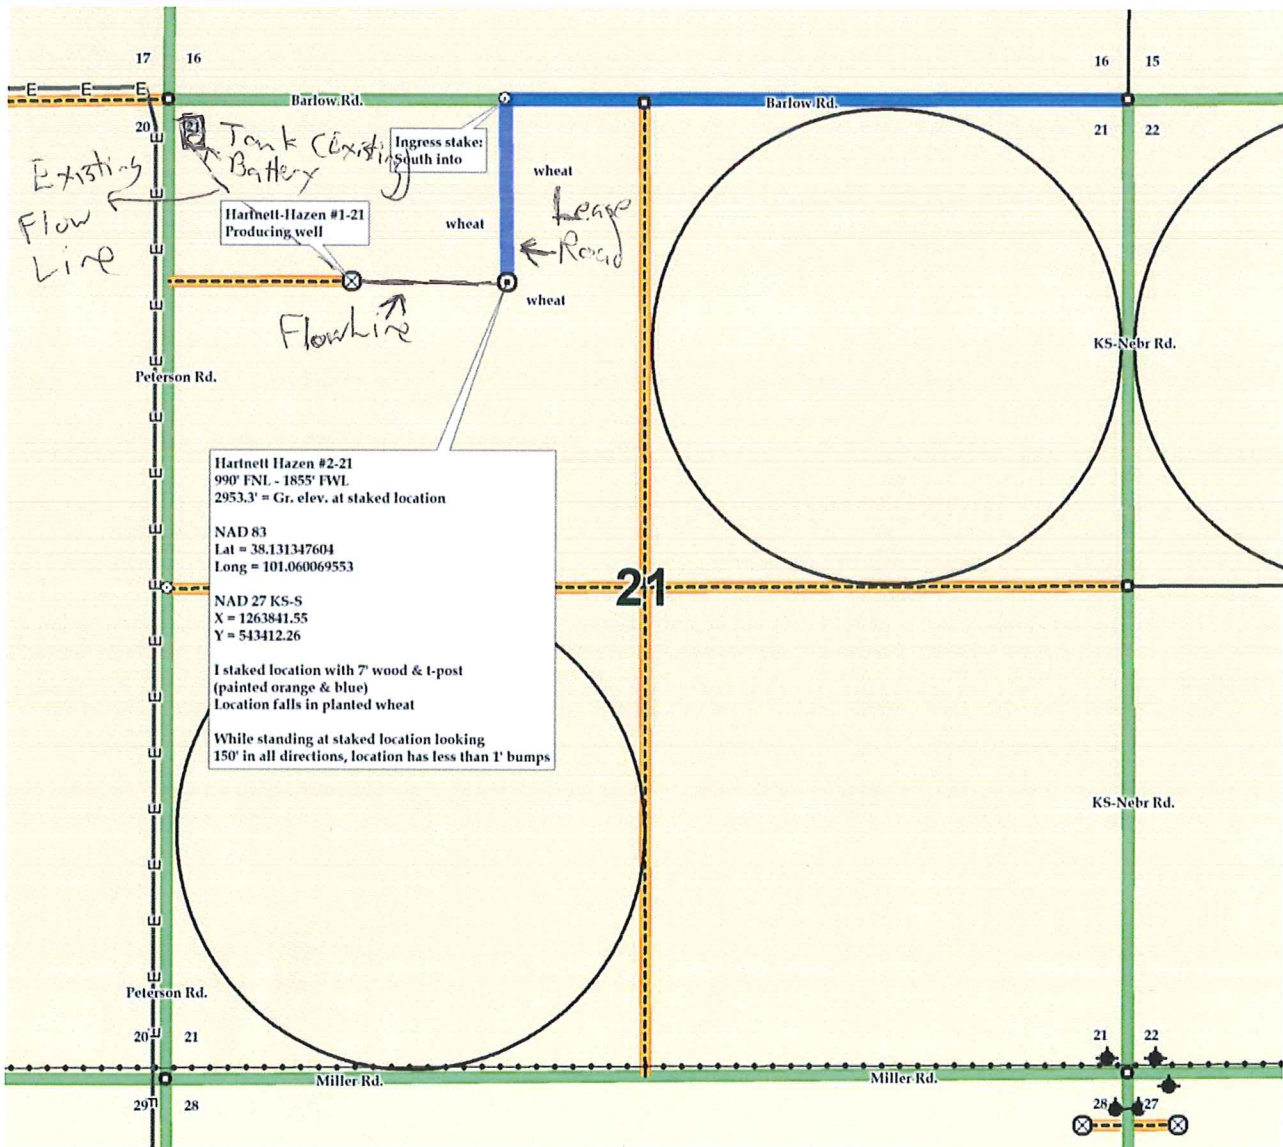 17 16
16 15
E E E
Barlow Rd.
Barlow Rd.
20 21
21 22
Tank (Existing)
Battery
Existing
Flow
Line
Ingress stake:
South into
wheat
wheat
Lease
Road
Hartnett-Hazen #1-21
Producing well
wheat
FlowLine
Peterson Rd.
KS-Nebr Rd.
Hartnett Hazen #2-21
990' FNL - 1855' FWL
2953.3' = Gr. elev. at staked location
NAD 83
Lat = 38.131347604
Long = 101.060069553
NAD 27 KS-S
X = 1263841.55
Y = 543412.26
I staked location with 7' wood & t-post
(painted orange & blue)
Location falls in planted wheat
While standing at staked location looking
150' in all directions, location has less than 1' bumps
21
KS-Nebr Rd.
Peterson Rd.
20 21
21 22
Miller Rd.
Miller Rd.
29 28
28 27
E E E E E E E E E E E E E E E E E E